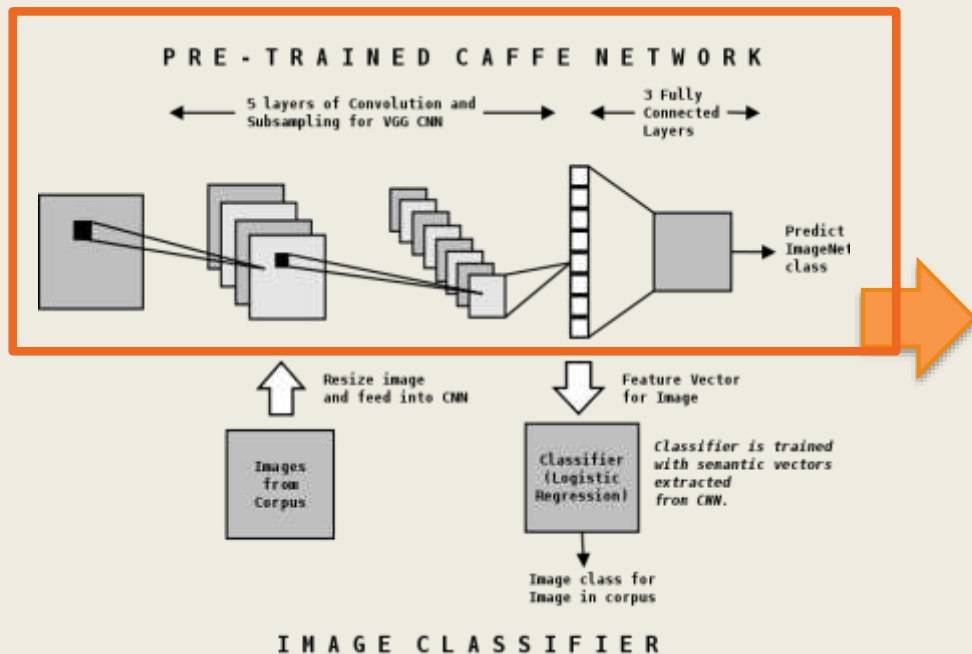 PRE-TRAINED CAFFE NETWORK
5 layers of Convolution and
Subsampling for VGG CNN
3 Fully
Connected
Layers
Predict
ImageNet
class
Resize image
and feed into CNN
Feature Vector
for Image
Images
from
Corpus
Classifier
(Logistic
Regression)
Classifier is trained
with semantic vectors
extracted
from CNN.
Image class for
Image in corpus
IMAGE CLASSIFIER